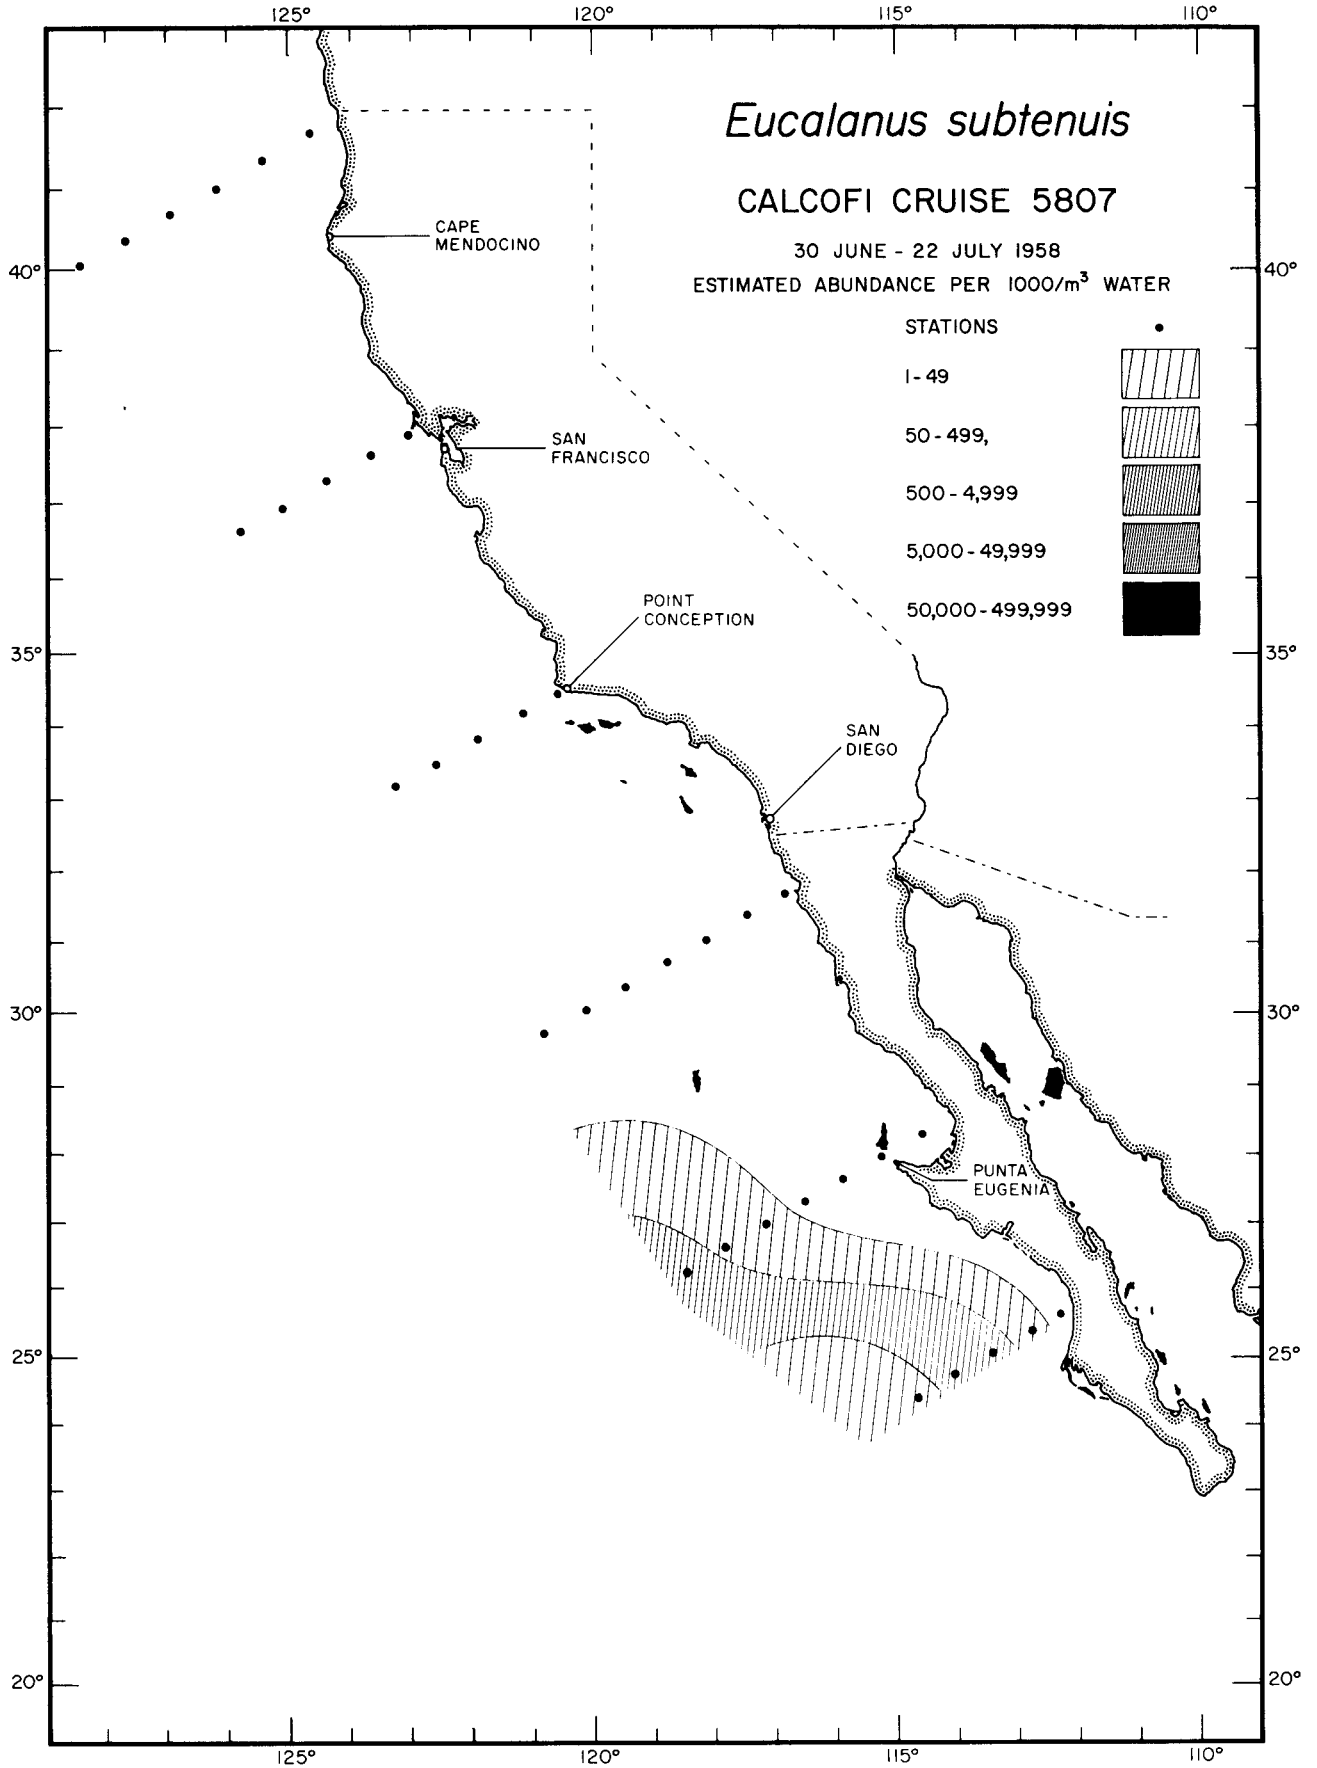 125° 120° 115° 110°
Eucalanus subtenuis
CALCOFI CRUISE 5807
30 JUNE - 22 JULY 1958
ESTIMATED ABUNDANCE PER 1000/m³ WATER
STATIONS
1-49
50-499,
500-4,999
5,000-49,999
50,000-499,999
CAPE
MENDOCINO
40° 40°
SAN
FRANCISCO
POINT
CONCEPTION
35° 35°
SAN
DIEGO
30° 30°
PUNTA
EUGENIA
25° 25°
20° 20°
125° 120° 115° 110°